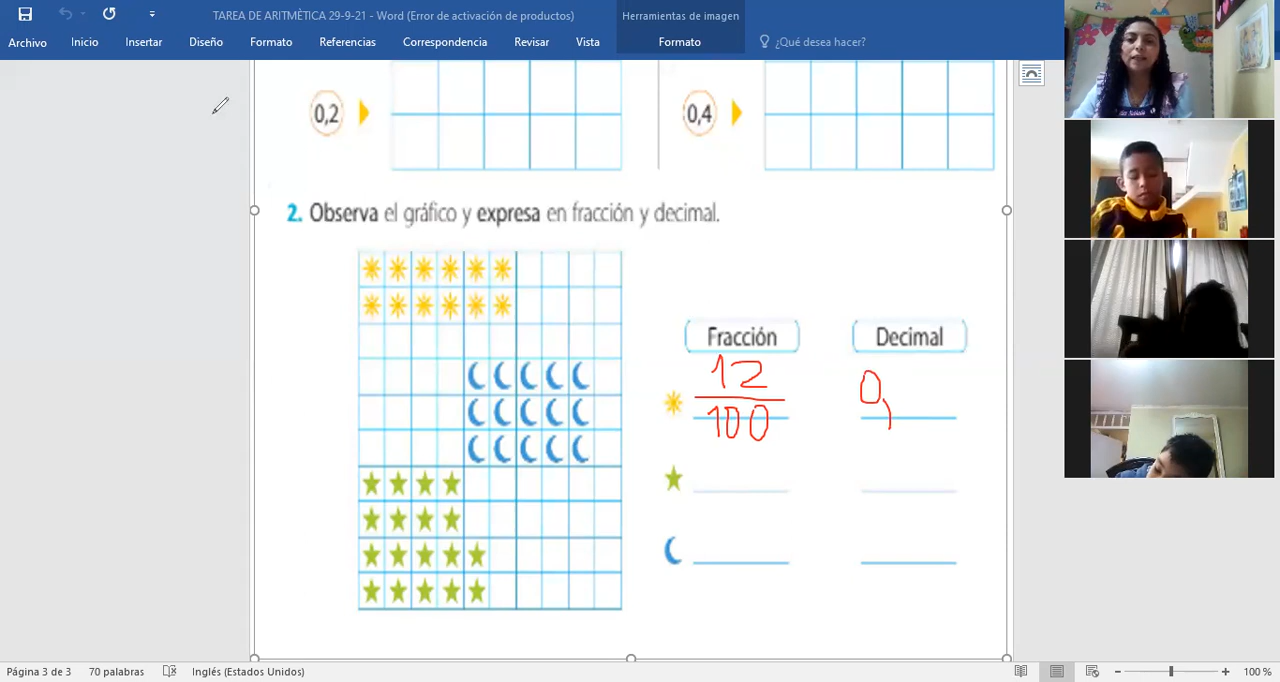 TAREA DE ARITMÈTICA 29-9-21 - Word (Error de activación de productos)
Herramientas de imagen
Archivo Inicio Insertar Diseño Formato Referencias Correspondencia Revisar Vista Formato ¿Qué desea hacer?
0,2 0,4
2. Observa el gráfico y expresa en fracción y decimal.
Fracción Decimal
12
100
0,
Página 3 de 3 70 palabras Inglés (Estados Unidos) 100 %